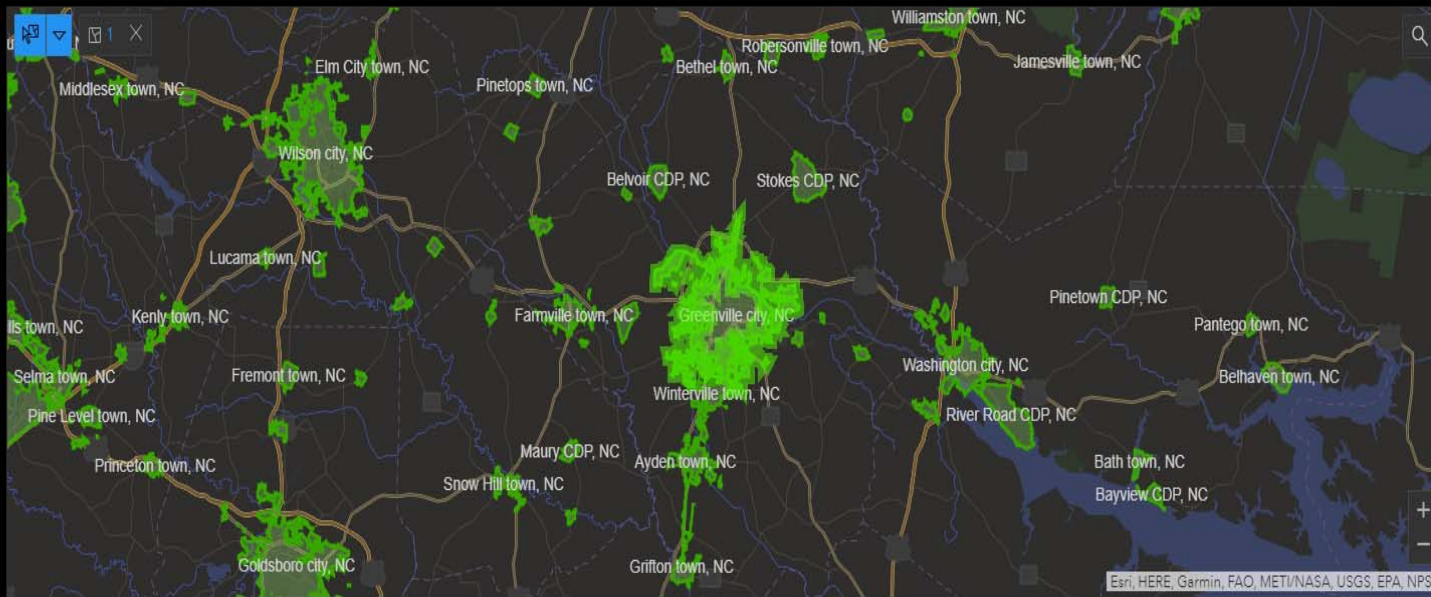 1
Williamston town, NC
Robersonville town, NC
Elm City town, NC
Bethel town, NC
Jamesville town, NC
Middlesex town, NC
Pinetops town, NC
Wilson city, NC
Belvoir CDP, NC
Stokes CDP, NC
Lucama town, NC
Pinetown CDP, NC
Kenly town, NC
Farmville town, NC
Greenville city, NC
Pantego town, NC
lls town, NC
Washington city, NC
Selma town, NC
Fremont town, NC
Belhaven town, NC
Winterville town, NC
Pine Level town, NC
River Road CDP, NC
Maury CDP, NC
Princeton town, NC
Ayden town, NC
Bath town, NC
Snow Hill town, NC
Bayview CDP, NC
Goldsboro city, NC
Grifton town, NC
Esri, HERE, Garmin, FAO, METI/NASA, USGS, EPA, NPS